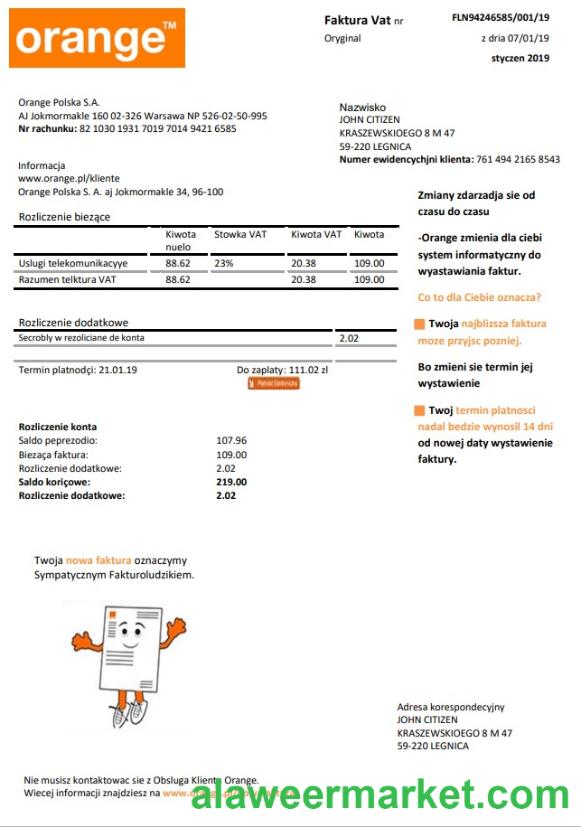 orange™
Faktura Vat nr
FLN94246585/001/19
Oryginal
z dria 07/01/19
styczen 2019
Orange Polska S.A.
AJ Jokmormakle 160 02-326 Warsawa NP 526-02-50-995
Nr rachunku: 82 1030 1931 7019 7014 9421 6585
Nazwisko
JOHN CITIZEN
KRASZEWSKIOEGO 8 M 47
59-220 LEGNICA
Numer ewidencychjni klienta: 761 494 2165 8543
Informacja
www.orange.pl/kliente
Orange Polska S. A. aj Jokmormakle 34, 96-100
Rozliczenie biezące
Kiwota nuelo Stowka VAT Kiwota VAT Kiwota
Uslugi telekomunikacyye 88.62 23% 20.38 109.00
Razumen telktura VAT 88.62 20.38 109.00
Rozliczenie dodatkowe
Secrobly w rezoliciane de konta 2.02
Termin platnodçi: 21.01.19
Do zaplaty: 111.02 zl
Rozliczenie konta
Saldo peprezodio: 107.96
Biezaça faktura: 109.00
Rozliczenie dodatkowe: 2.02
Saldo koriçowe: 219.00
Rozliczenie dodatkowe: 2.02
Zmiany zdarzadja sie od
czasu do czasu
-Orange zmienia dla ciebi
system informatyczny do
wyastawiania faktur.
Co to dla Ciebie oznacza?
Twoja najblizsza faktura
moze przyjsc pozniej.
Bo zmieni sie termin jej
wystawienie
Twoj termin platnosci
nadal bedzie wynosil 14 dni
od nowej daty wystawienie
faktury.
Twoja nowa faktura oznaczymy
Sympatycznym Fakturoludzikiem.
Adresa korespondecjny
JOHN CITIZEN
KRASZEWSKIOEGO 8 M 47
59-220 LEGNICA
Nie musisz kontaktowac sie z Obsluga Klienta Orange.
Wiecej informacji znajdziesz na
alaweermarket.com